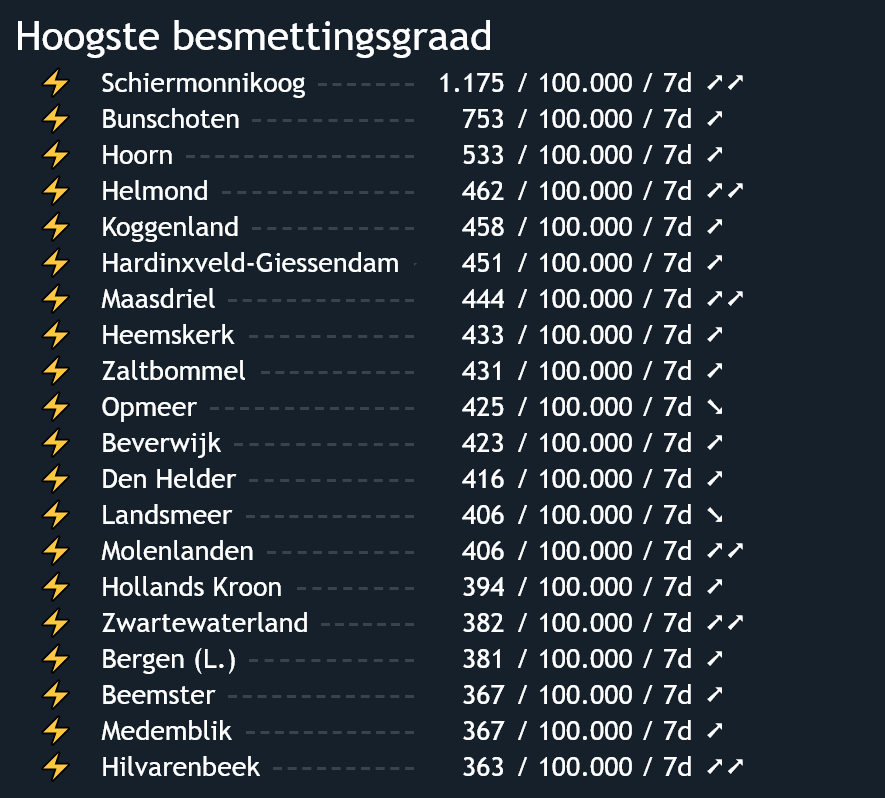 Hoogste besmettingsgraad
⚡ Schiermonnikoog 1.175 / 100.000 / 7d ➚➚
⚡ Bunschoten 753 / 100.000 / 7d ➚
⚡ Hoorn 533 / 100.000 / 7d ➚
⚡ Helmond 462 / 100.000 / 7d ➚➚
⚡ Koggenland 458 / 100.000 / 7d ➚
⚡ Hardinxveld-Giessendam 451 / 100.000 / 7d ➚
⚡ Maasdriel 444 / 100.000 / 7d ➚➚
⚡ Heemskerk 433 / 100.000 / 7d ➚
⚡ Zaltbommel 431 / 100.000 / 7d ➚
⚡ Opmeer 425 / 100.000 / 7d ➘
⚡ Beverwijk 423 / 100.000 / 7d ➚
⚡ Den Helder 416 / 100.000 / 7d ➚
⚡ Landsmeer 406 / 100.000 / 7d ➘
⚡ Molenlanden 406 / 100.000 / 7d ➚➚
⚡ Hollands Kroon 394 / 100.000 / 7d ➚
⚡ Zwartewaterland 382 / 100.000 / 7d ➚➚
⚡ Bergen (L.) 381 / 100.000 / 7d ➚
⚡ Beemster 367 / 100.000 / 7d ➚
⚡ Medemblik 367 / 100.000 / 7d ➚
⚡ Hilvarenbeek 363 / 100.000 / 7d ➚➚